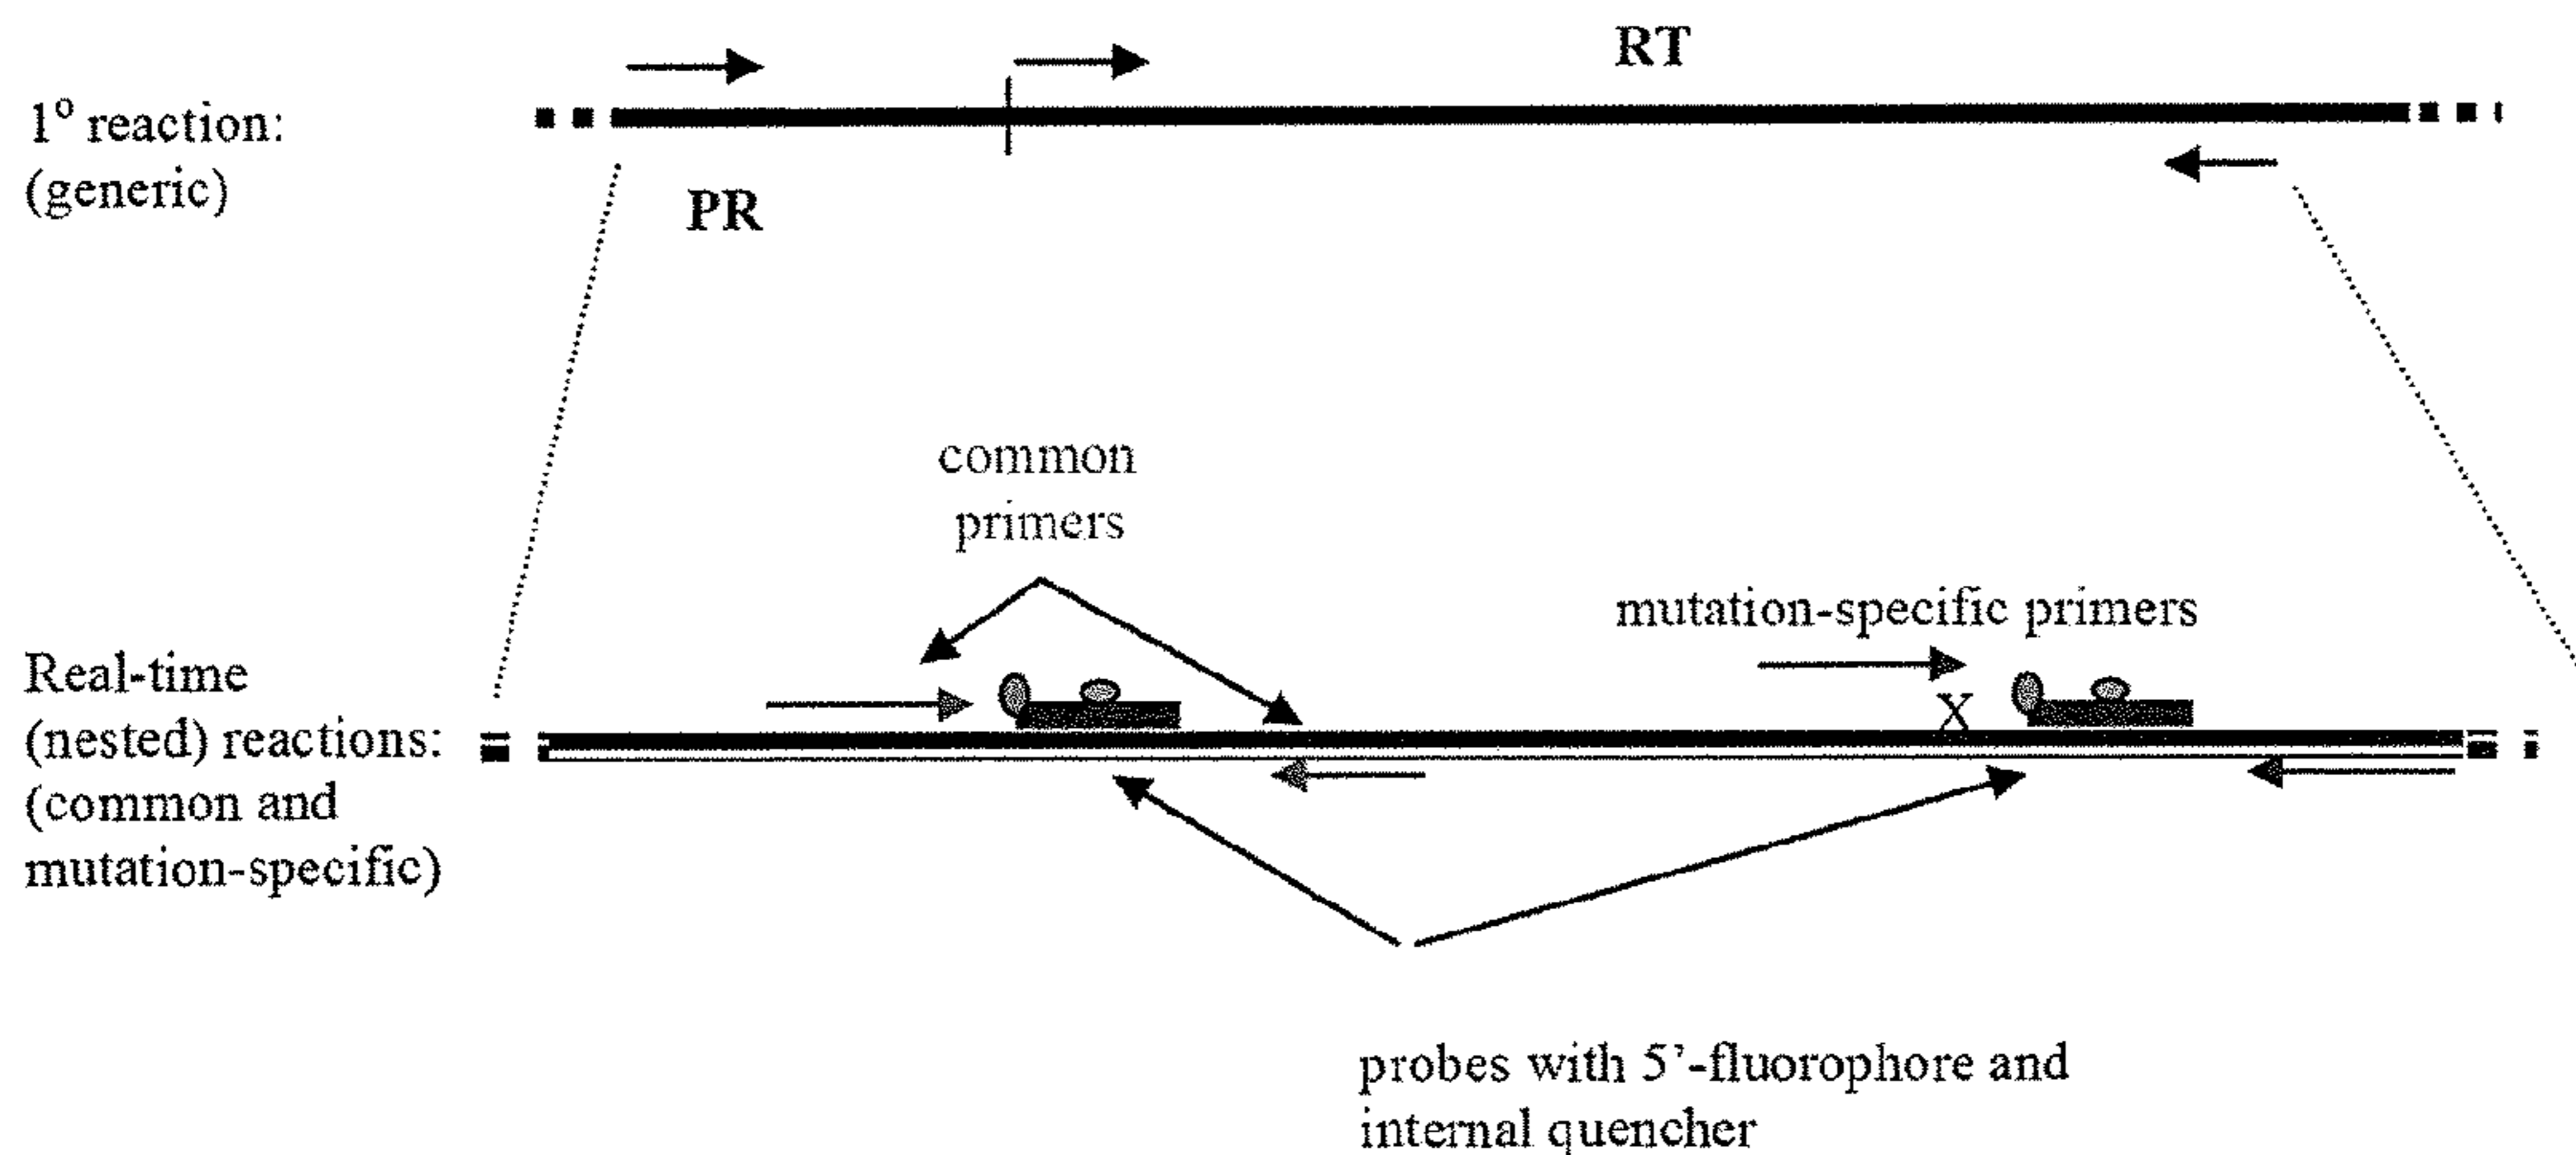 RT
1º reaction:
(generic)
PR
common
primers
mutation-specific primers
Real-time
(nested) reactions:
(common and
mutation-specific)
X
probes with 5'-fluorophore and
internal quencher